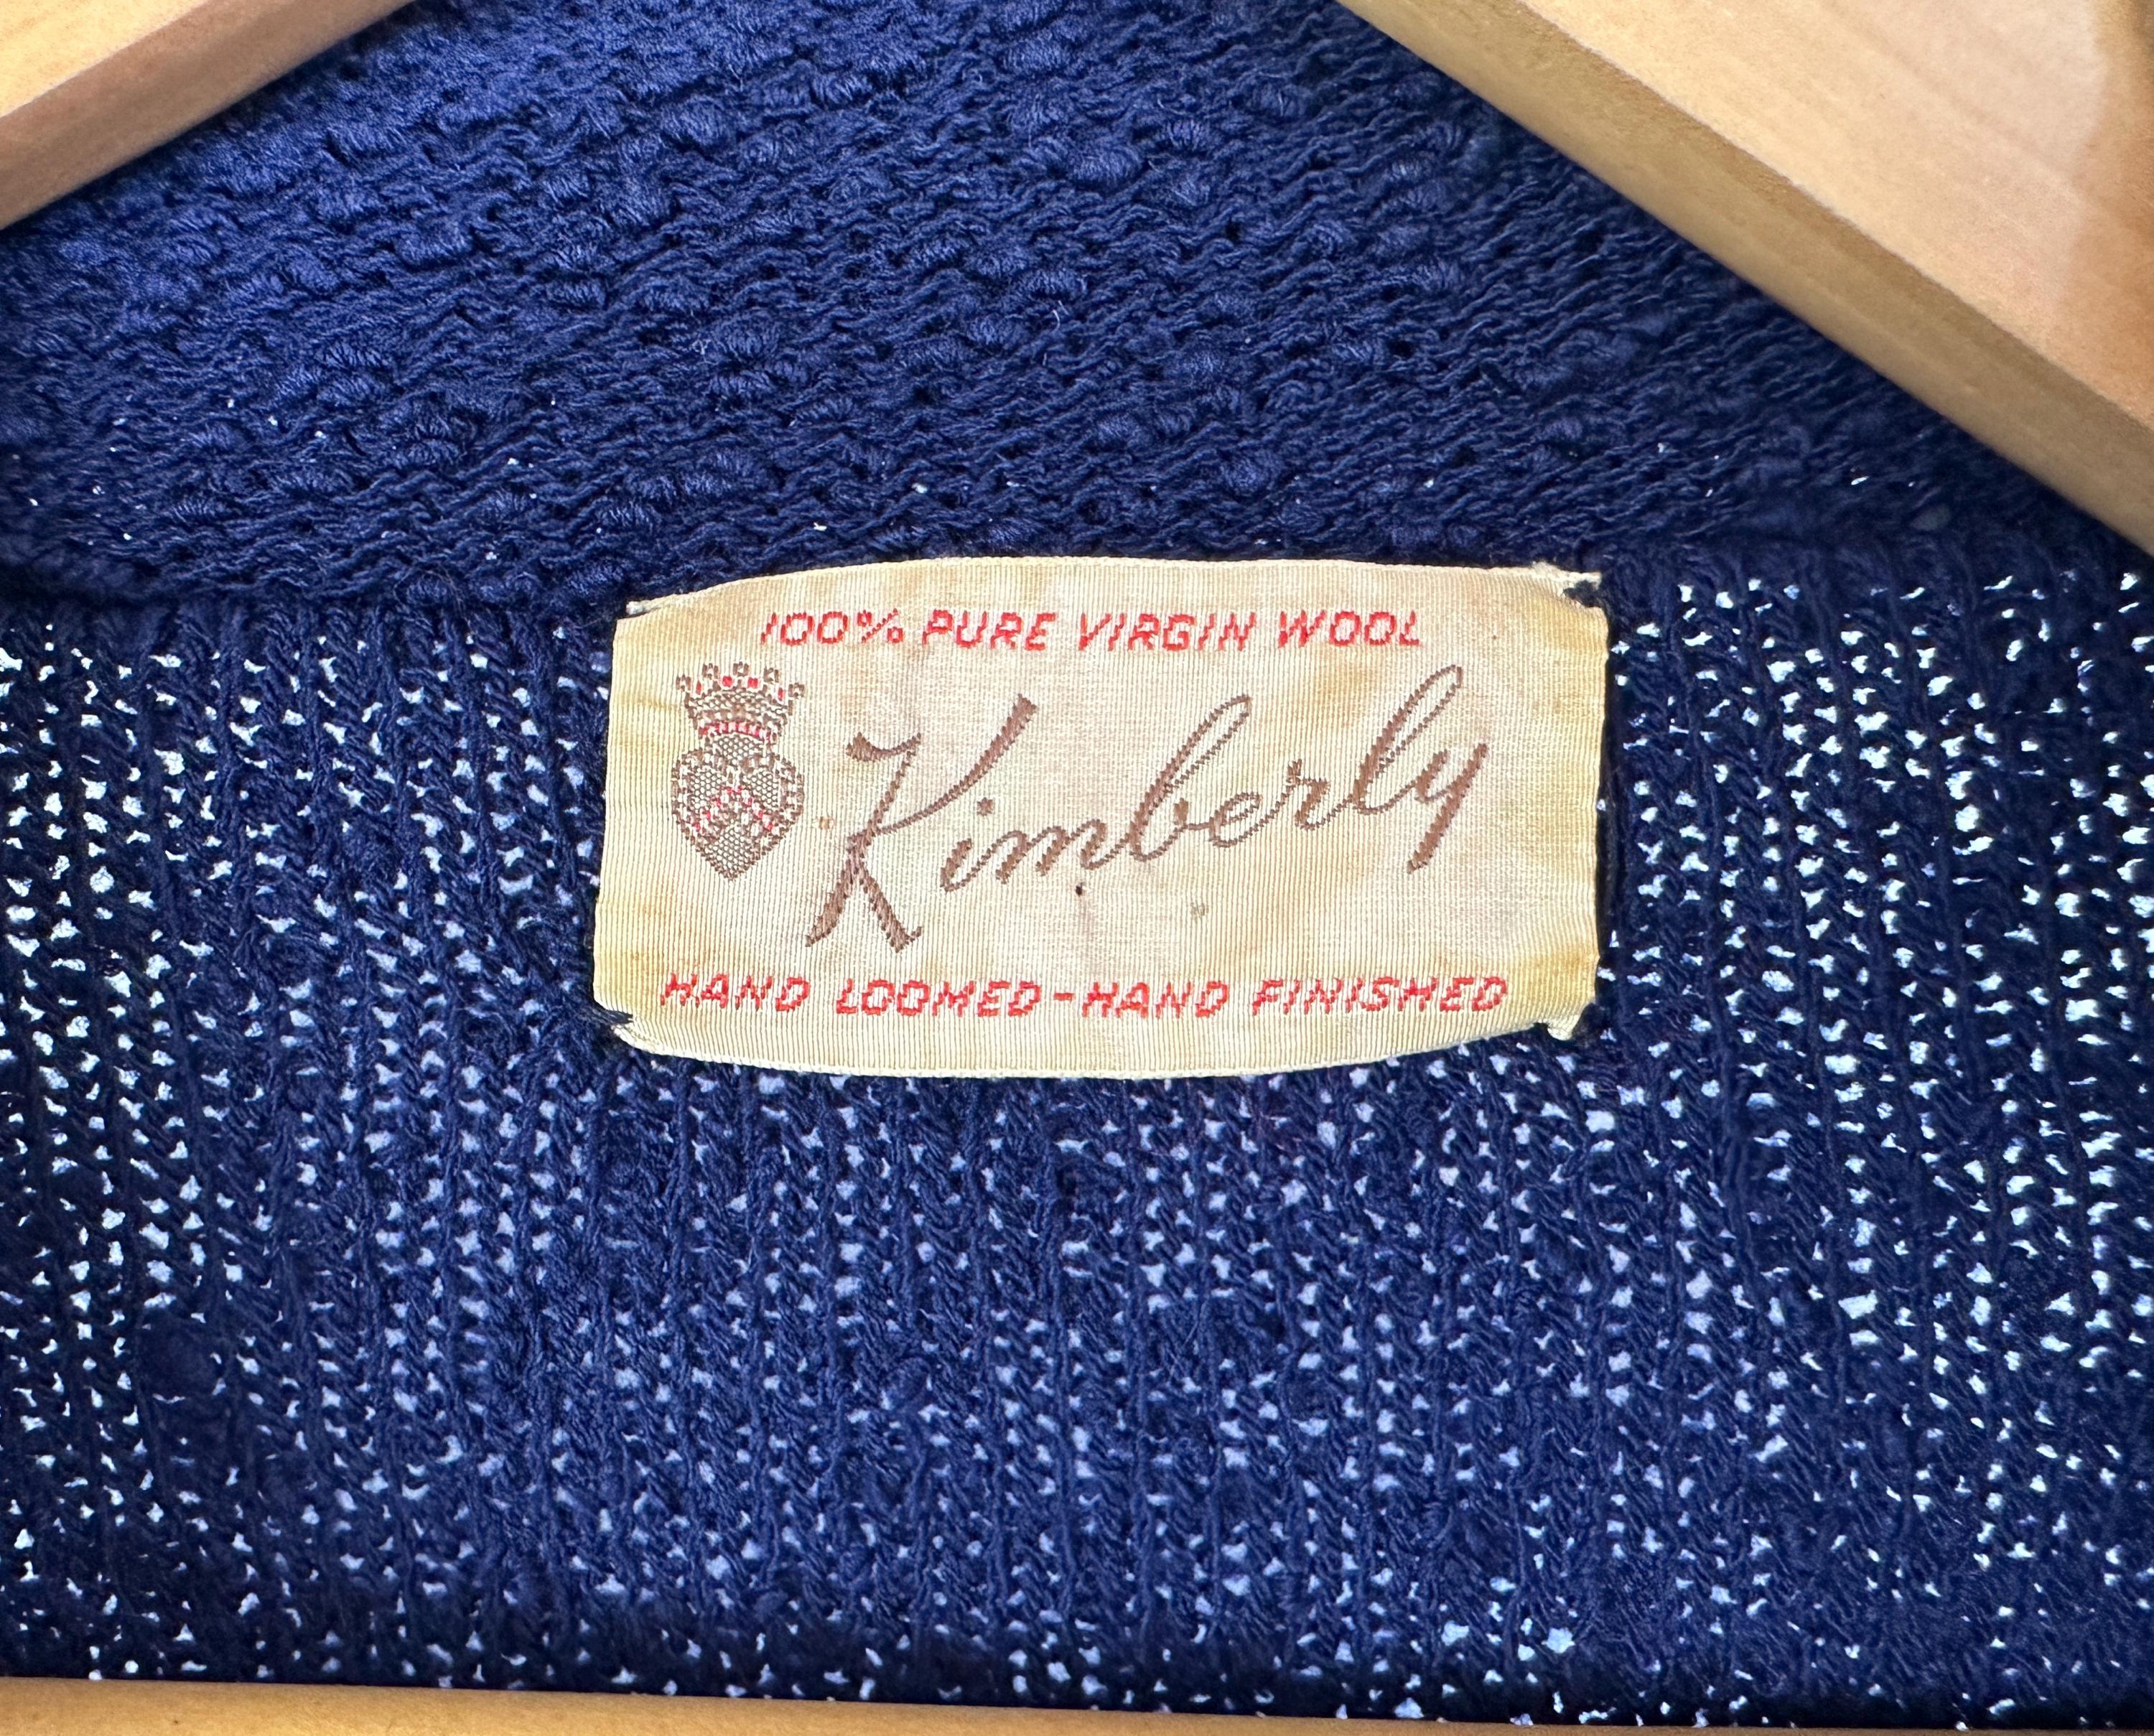 100% PURE VIRGIN WOOL
Kimberly
HAND LOOMED-HAND FINISHED